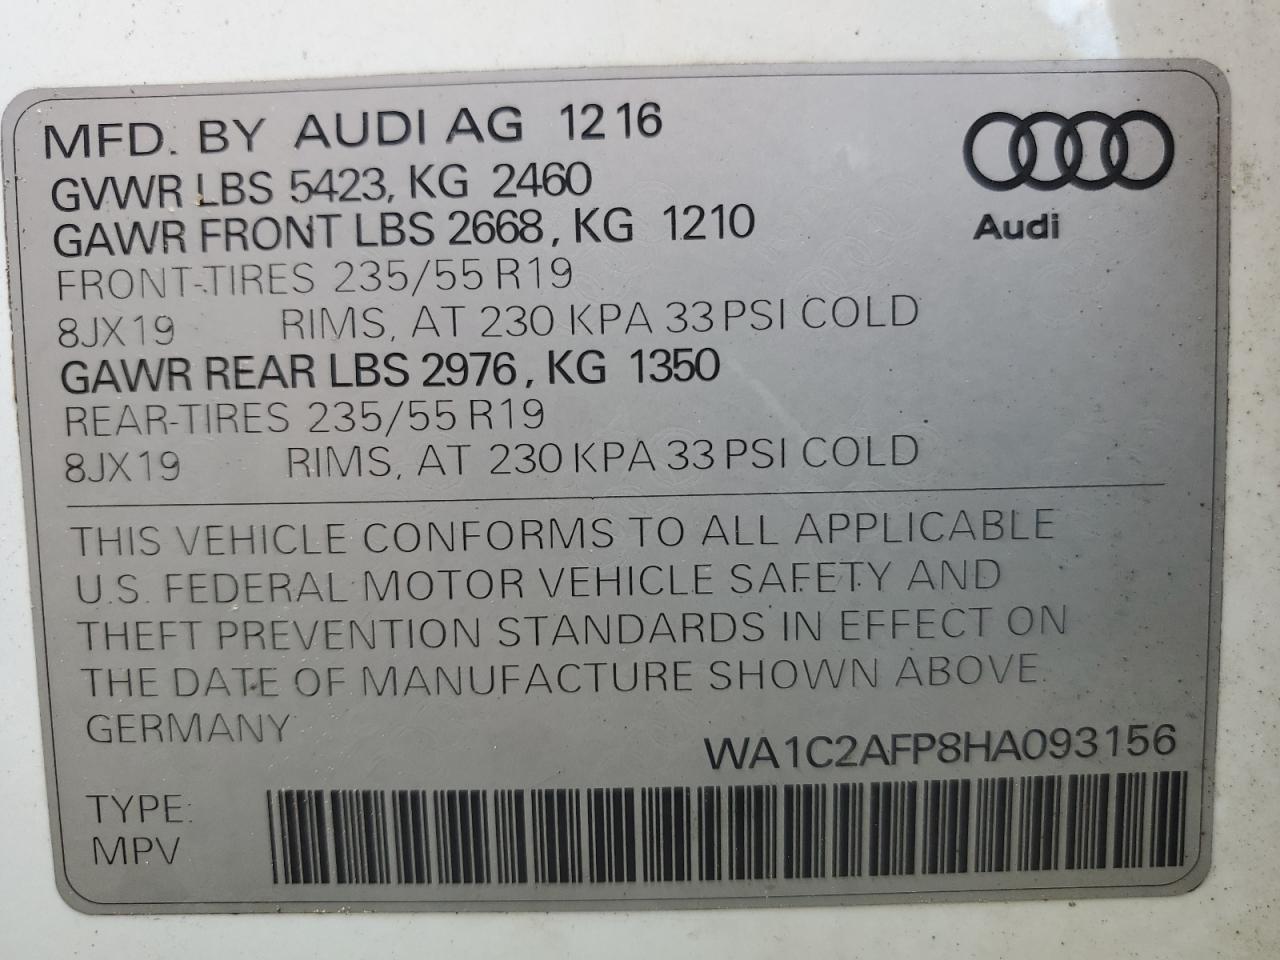 MFD. BY AUDI AG 12 16
GVWR LBS 5423, KG 2460
GAWR FRONT LBS 2668, KG 1210
FRONT-TIRES 235/55 R19
8JX19 RIMS, AT 230 KPA 33 PSI COLD
GAWR REAR LBS 2976, KG 1350
REAR-TIRES 235/55 R19
8JX19 RIMS, AT 230 KPA 33 PSI COLD
Audi
THIS VEHICLE CONFORMS TO ALL APPLICABLE
U.S. FEDERAL MOTOR VEHICLE SAFETY AND
THEFT PREVENTION STANDARDS IN EFFECT ON
THE DATE OF MANUFACTURE SHOWN ABOVE.
GERMANY
WA1C2AFP8HA093156
TYPE:
MPV